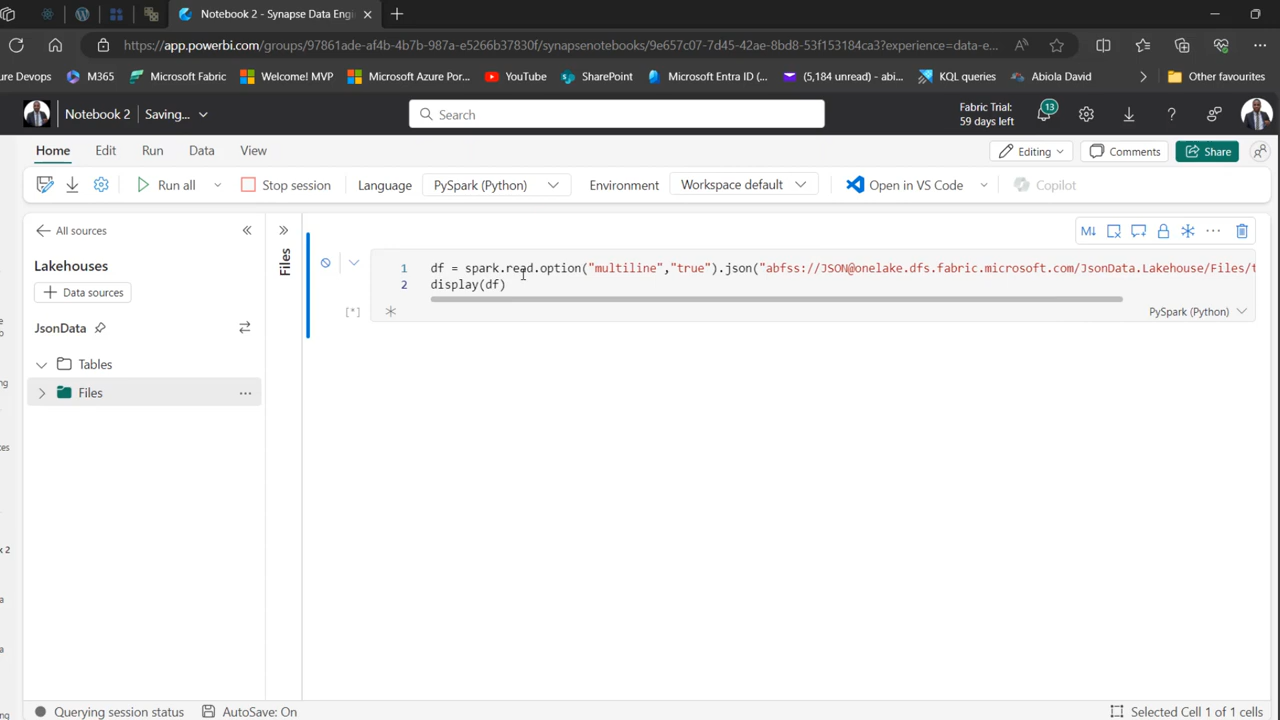 Notebook 2 - Synapse Data Engi
https://app.powerbi.com/groups/97861ade-af4b-4b7b-987a-e5266b37830f/synapsenotebooks/9e657c07-7d45-42ae-8bd8-53f153184ca3?experience=data-e...
ure Devops
M365
Microsoft Fabric
Welcome! MVP
Microsoft Azure Por...
YouTube
SharePoint
Microsoft Entra ID (...
(5,184 unread) - abi...
KQL queries
Abiola David
Other favourites
Notebook 2
Saving...
Search
Fabric Trial:
59 days left
13
Home
Edit
Run
Data
View
Editing
Comments
Share
Run all
Stop session
Language
PySpark (Python)
Environment
Workspace default
Open in VS Code
Copilot
All sources
Lakehouses
Data sources
JsonData
Tables
Files
Files
M↓
1 df = spark.read.option("multiline","true").json("abfss://JSON@onelake.dfs.fabric.microsoft.com/JsonData.Lakehouse/Files/t
2 display(df)
[*]
PySpark (Python)
Querying session status
AutoSave: On
Selected Cell 1 of 1 cells